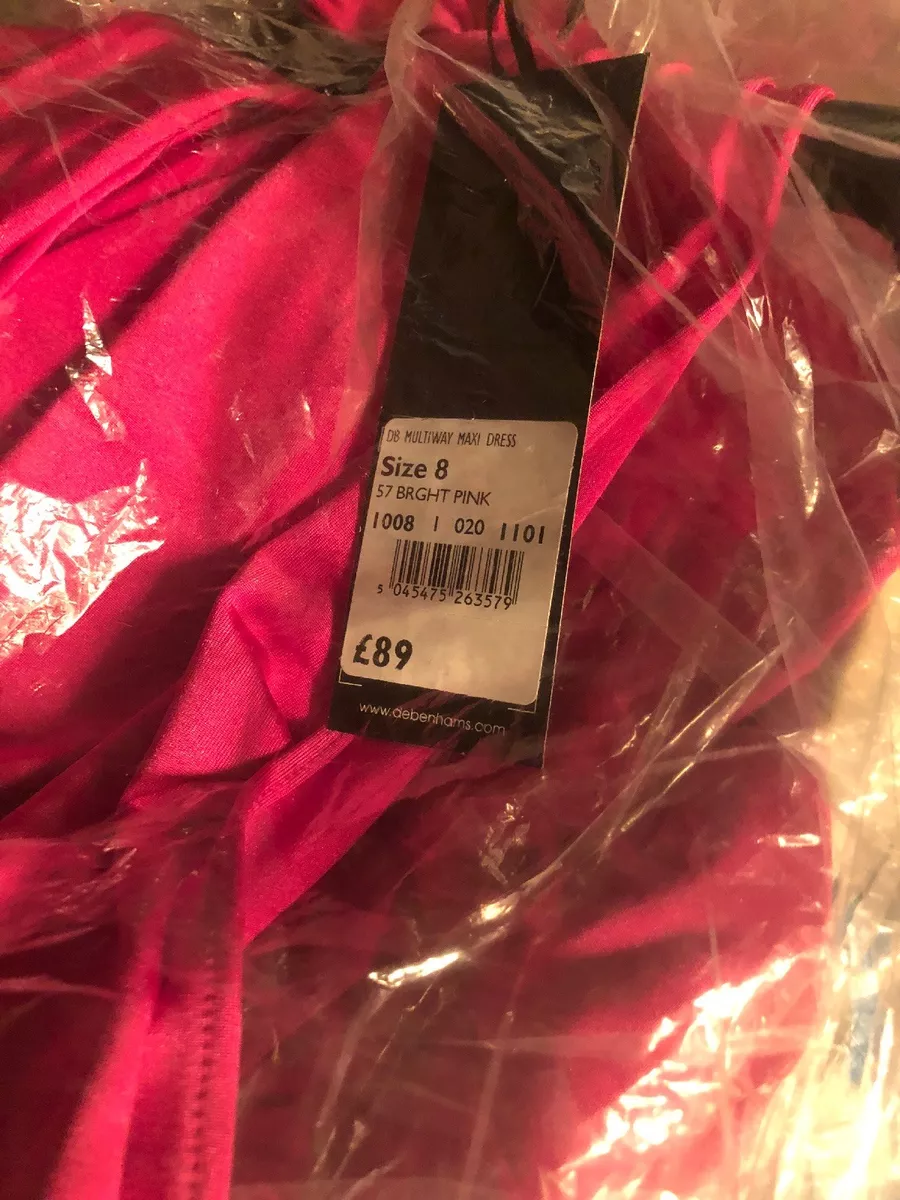 DB MULTIWAY MAXI DRESS
Size 8
57 BRGHT PINK
1008 1 020 1101
5 045475 263579
£89
www.debenhams.com